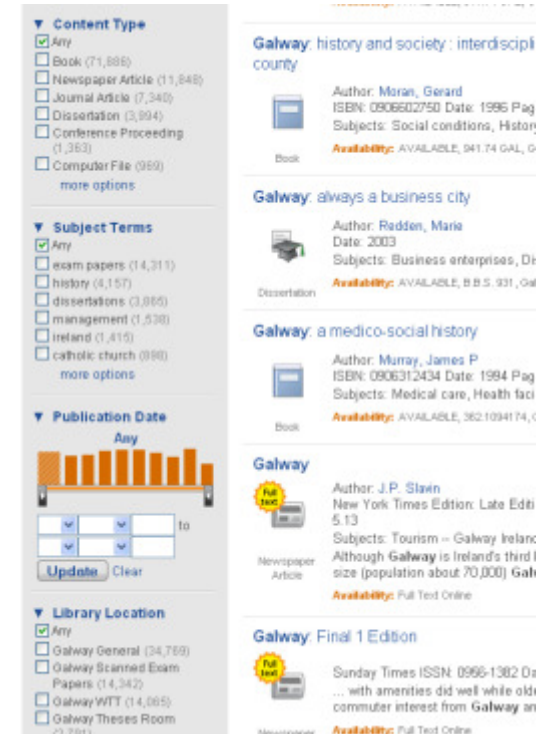 Content Type
Any
Book (71,886)
Newspaper Article (11,848)
Journal Article (7,340)
Dissertation (3,994)
Conference Proceeding
(1,363)
Computer File (969)
more options
Subject Terms
Any
exam papers (14,311)
history (4,157)
dissertations (3,865)
management (1,538)
ireland (1,415)
catholic church (898)
more options
Publication Date
Any
to
Update Clear
Library Location
Any
Galway General (34,769)
Galway Scanned Exam
Papers (14,342)
Galway WTT (14,065)
Galway Theses Room
Galway: history and society : interdiscipli
county
Author: Moran, Gerard
ISBN: 0906602750 Date: 1996 Pag
Subjects: Social conditions, History
Availability: AVAILABLE, 941.74 GAL, G
Book
Galway: always a business city
Author: Redden, Marie
Date: 2003
Subjects: Business enterprises, Di
Availability: AVAILABLE, B.B.S. 931, Gal
Dissertation
Galway: a medico-social history
Author: Murray, James P
ISBN: 0906312434 Date: 1994 Pag
Subjects: Medical care, Health faci
Availability: AVAILABLE, 362.1094174, G
Book
Galway
Full text
Author: J.P. Slavin
New York Times Edition: Late Editi
5.13
Subjects: Tourism -- Galway Ireland
Although Galway is Ireland's third
size (population about 70,000) Galw
Newspaper
Article
Availability: Full Text Online
Galway: Final 1 Edition
Full text
Sunday Times ISSN: 0956-1382 Da
... with amenities did well while olde
commuter interest from Galway an
Newspaper
Availability: Full Text Online